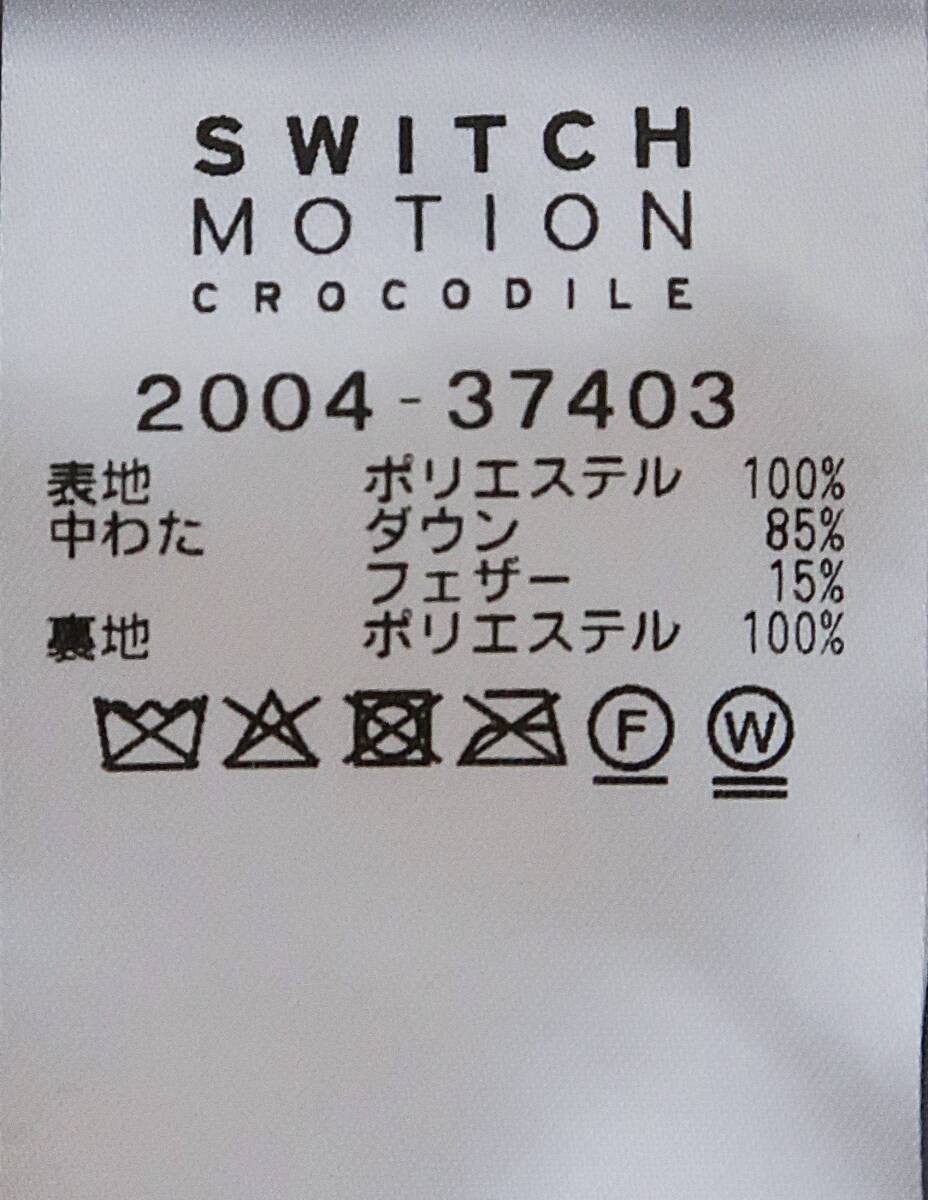 SWITCH
MOTION
CROCODILE
2004-37403
表地 ポリエステル 100%
中わた ダウン 85%
フェザー 15%
裏地 ポリエステル 100%
F W